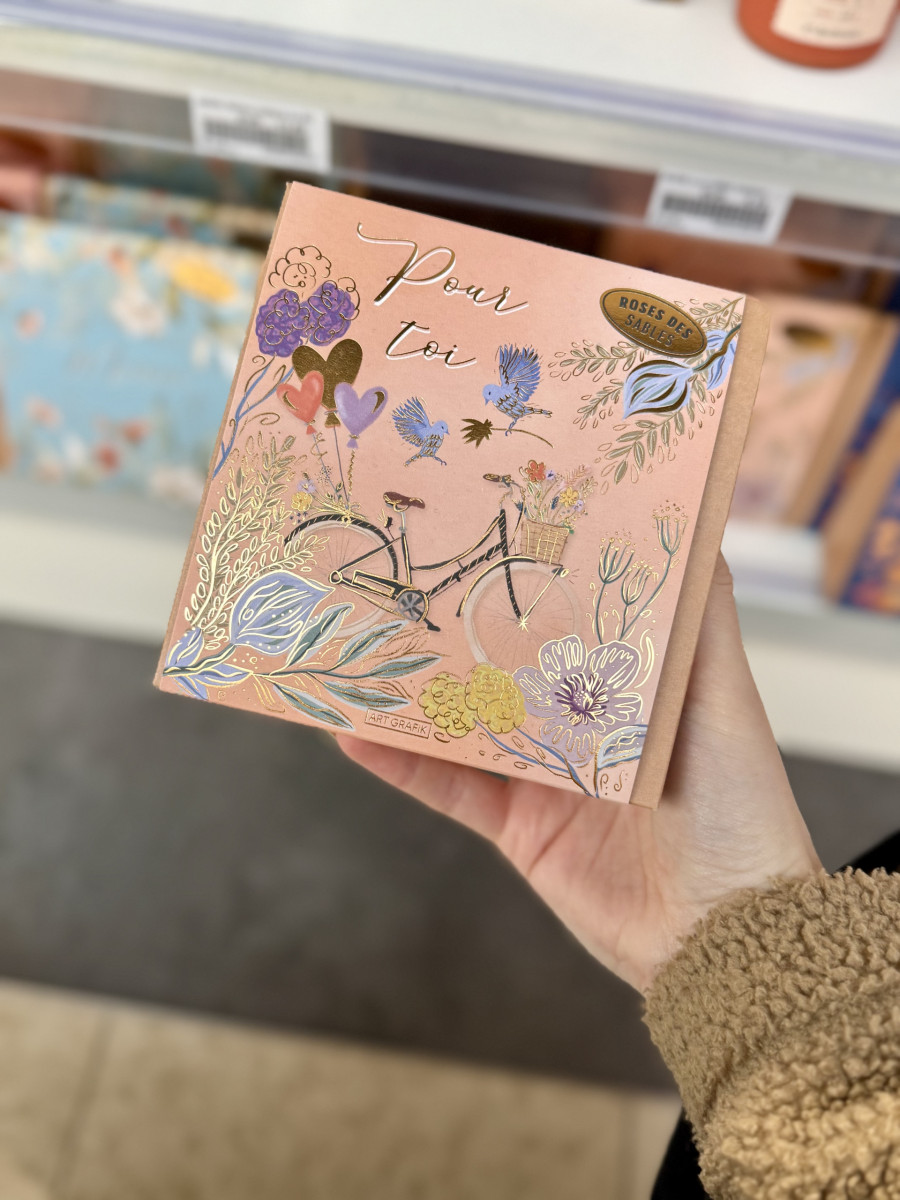 Pour
toi
ROSES DES
SABLES
ART GRAFIK